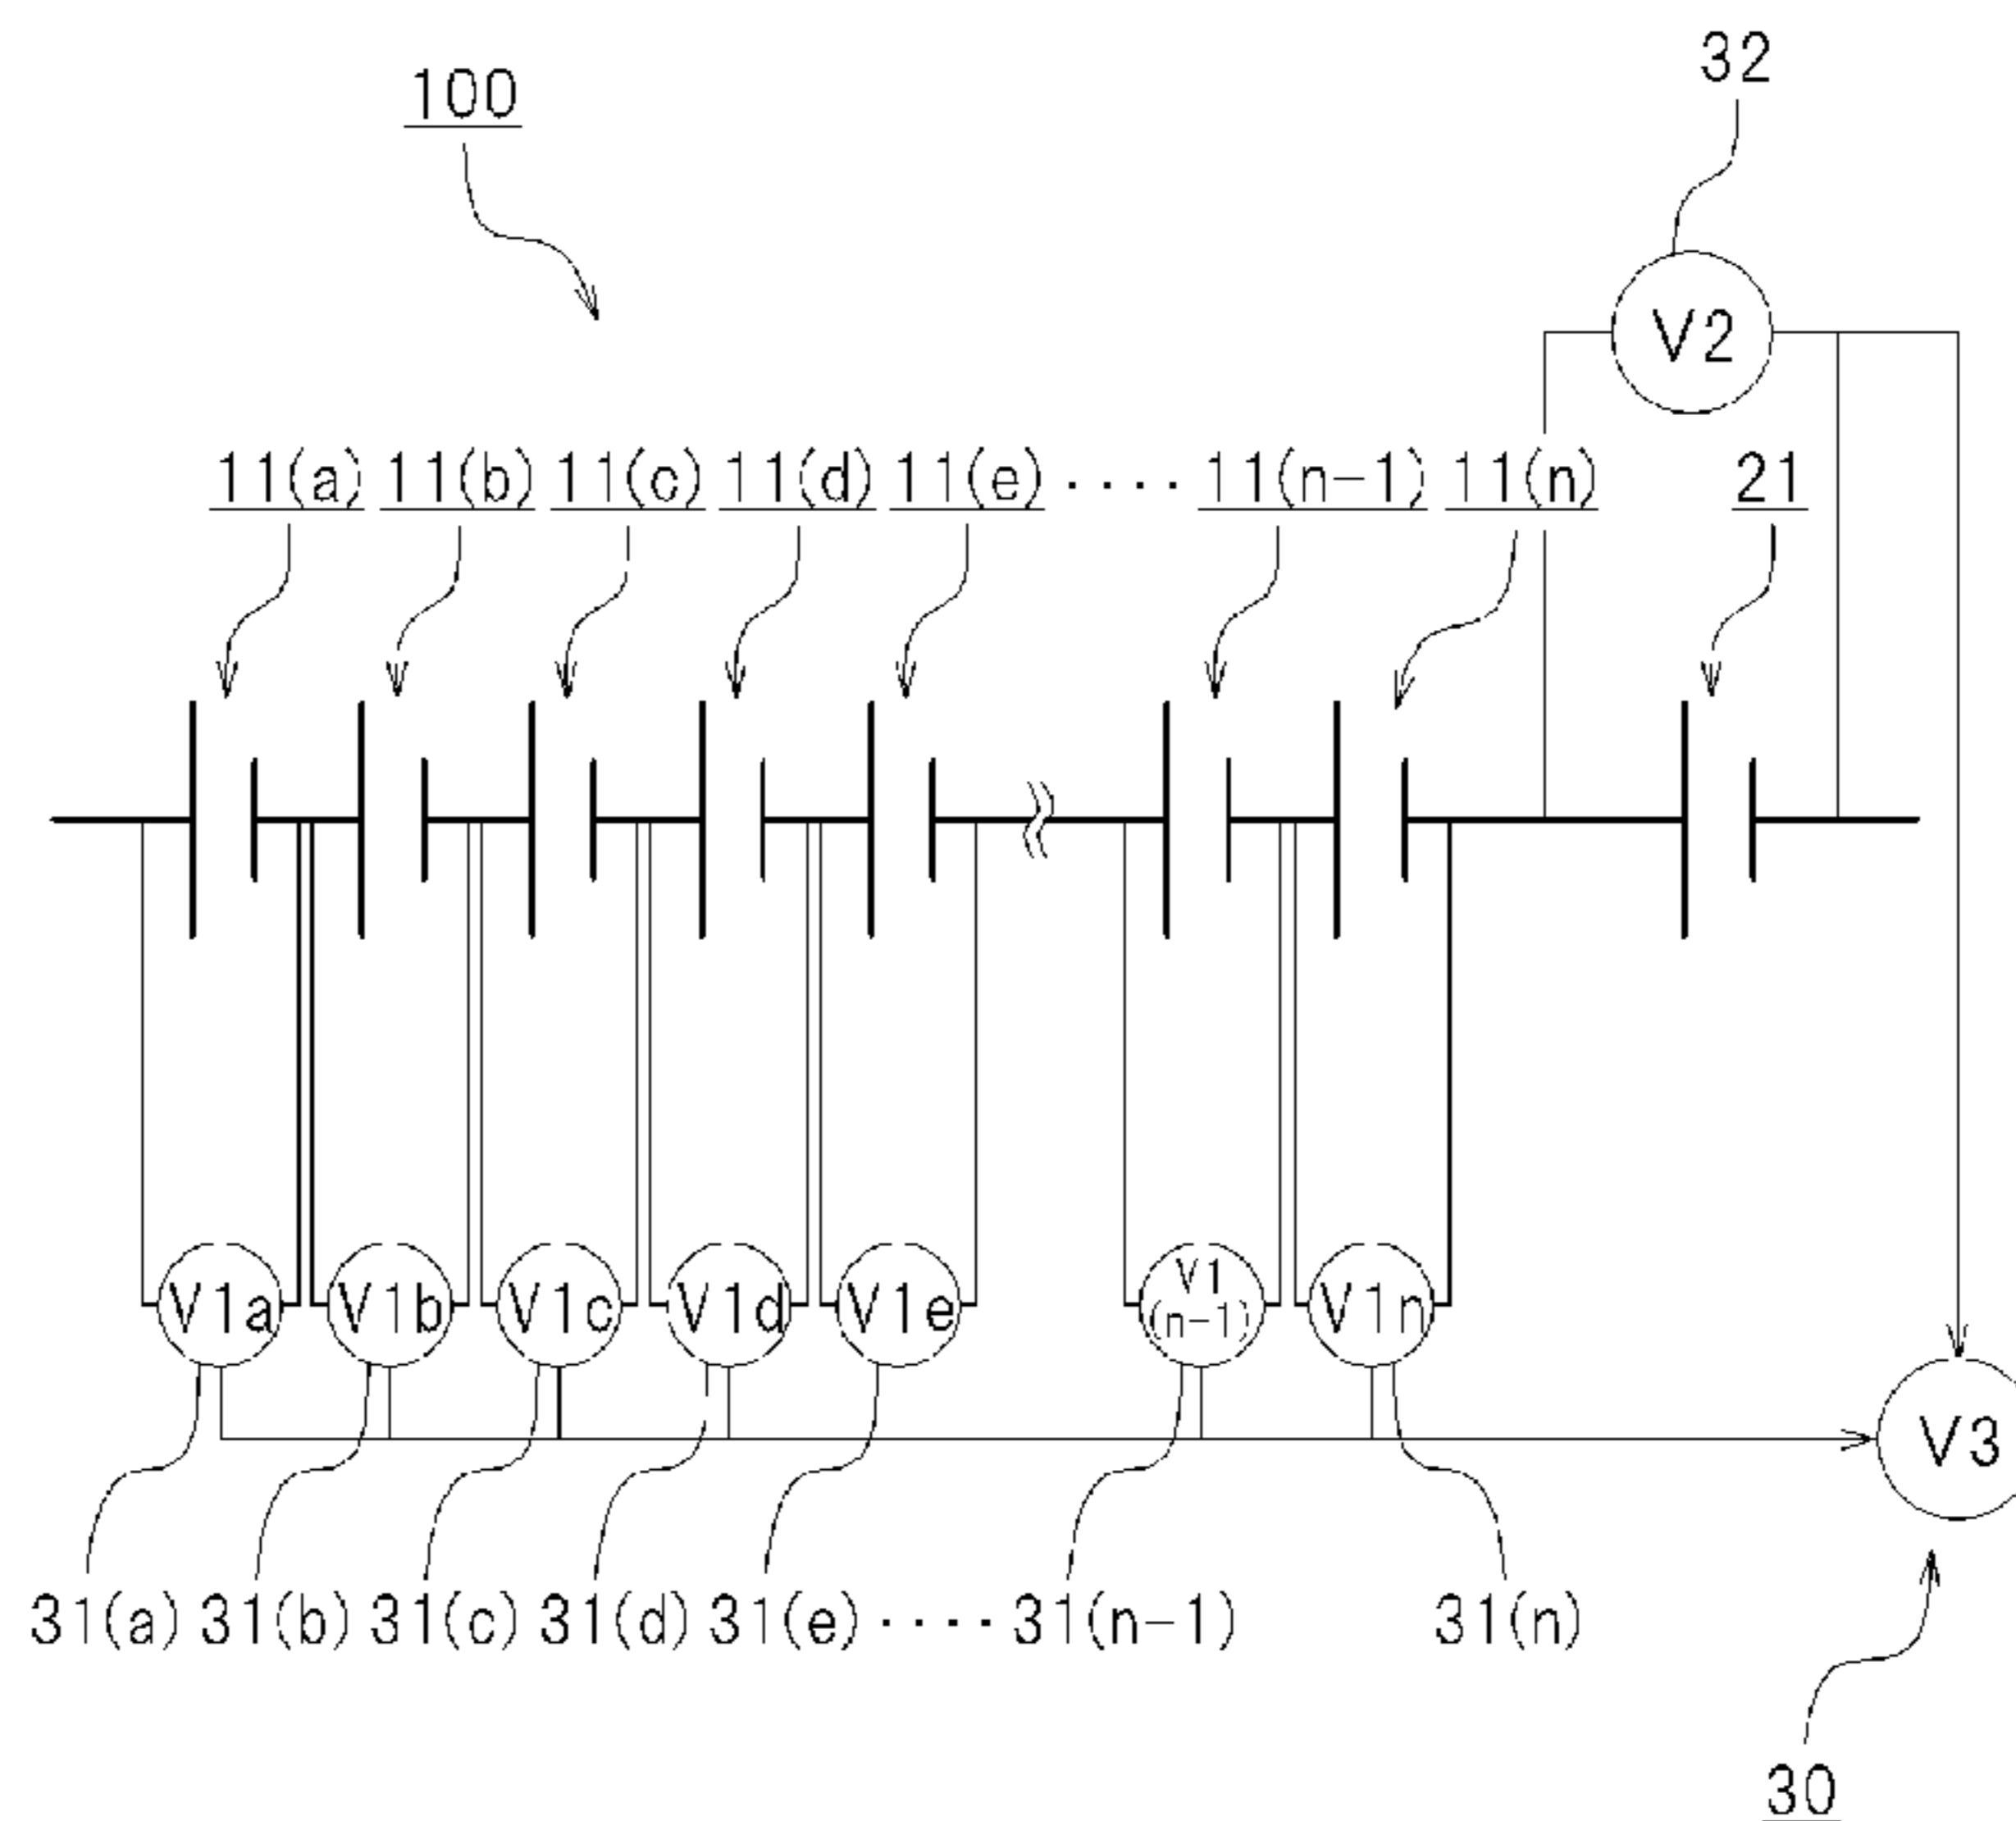 32
100
V2
11(a) 11(b) 11(c) 11(d) 11(e) ···· 11(n-1) 11(n) 21
V1a V1b V1c V1d V1e V1 (n-1) V1n
V3
31(a) 31(b) 31(c) 31(d) 31(e) ···· 31(n-1) 31(n)
30